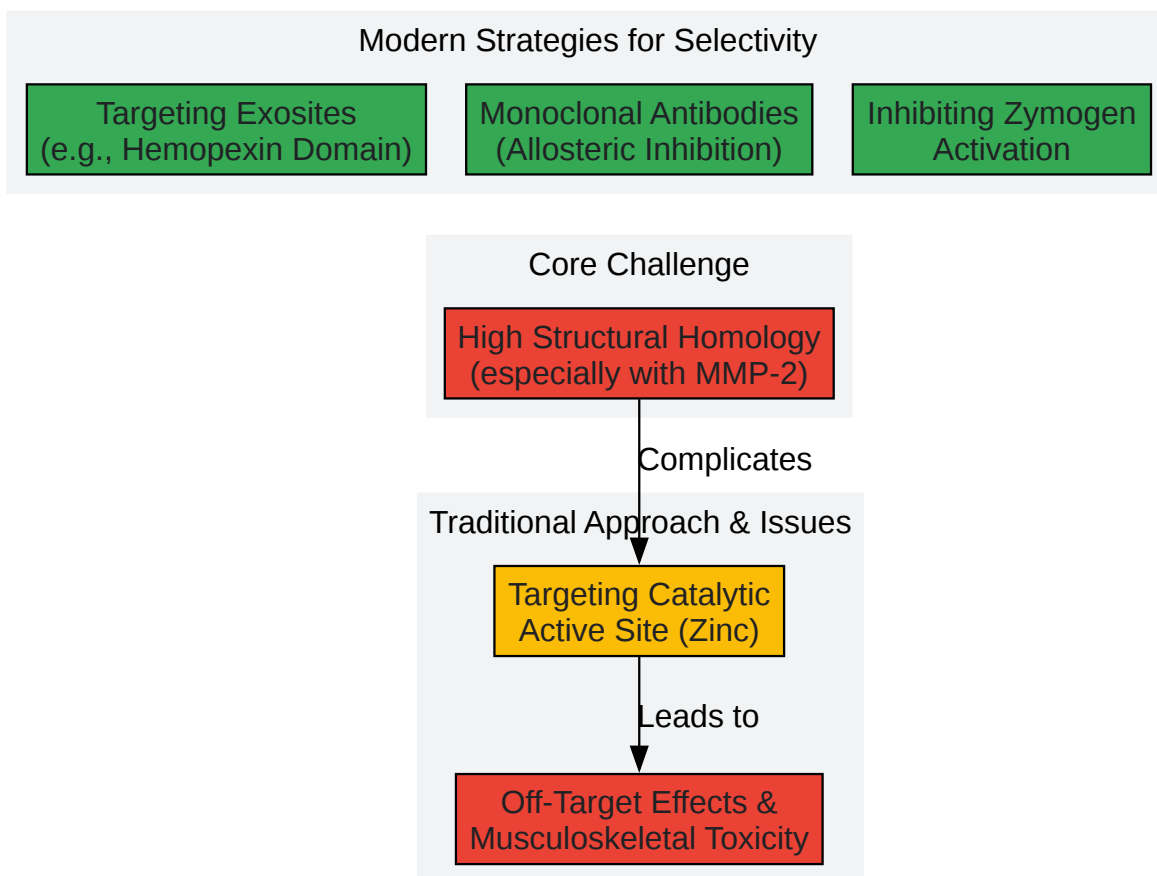 Modern Strategies for Selectivity
Targeting Exosites
(e.g., Hemopexin Domain)
Monoclonal Antibodies
(Allosteric Inhibition)
Inhibiting Zymogen
Activation
Core Challenge
High Structural Homology
(especially with MMP-2)
Complicates
Traditional Approach & Issues
Targeting Catalytic
Active Site (Zinc)
Leads to
Off-Target Effects &
Musculoskeletal Toxicity